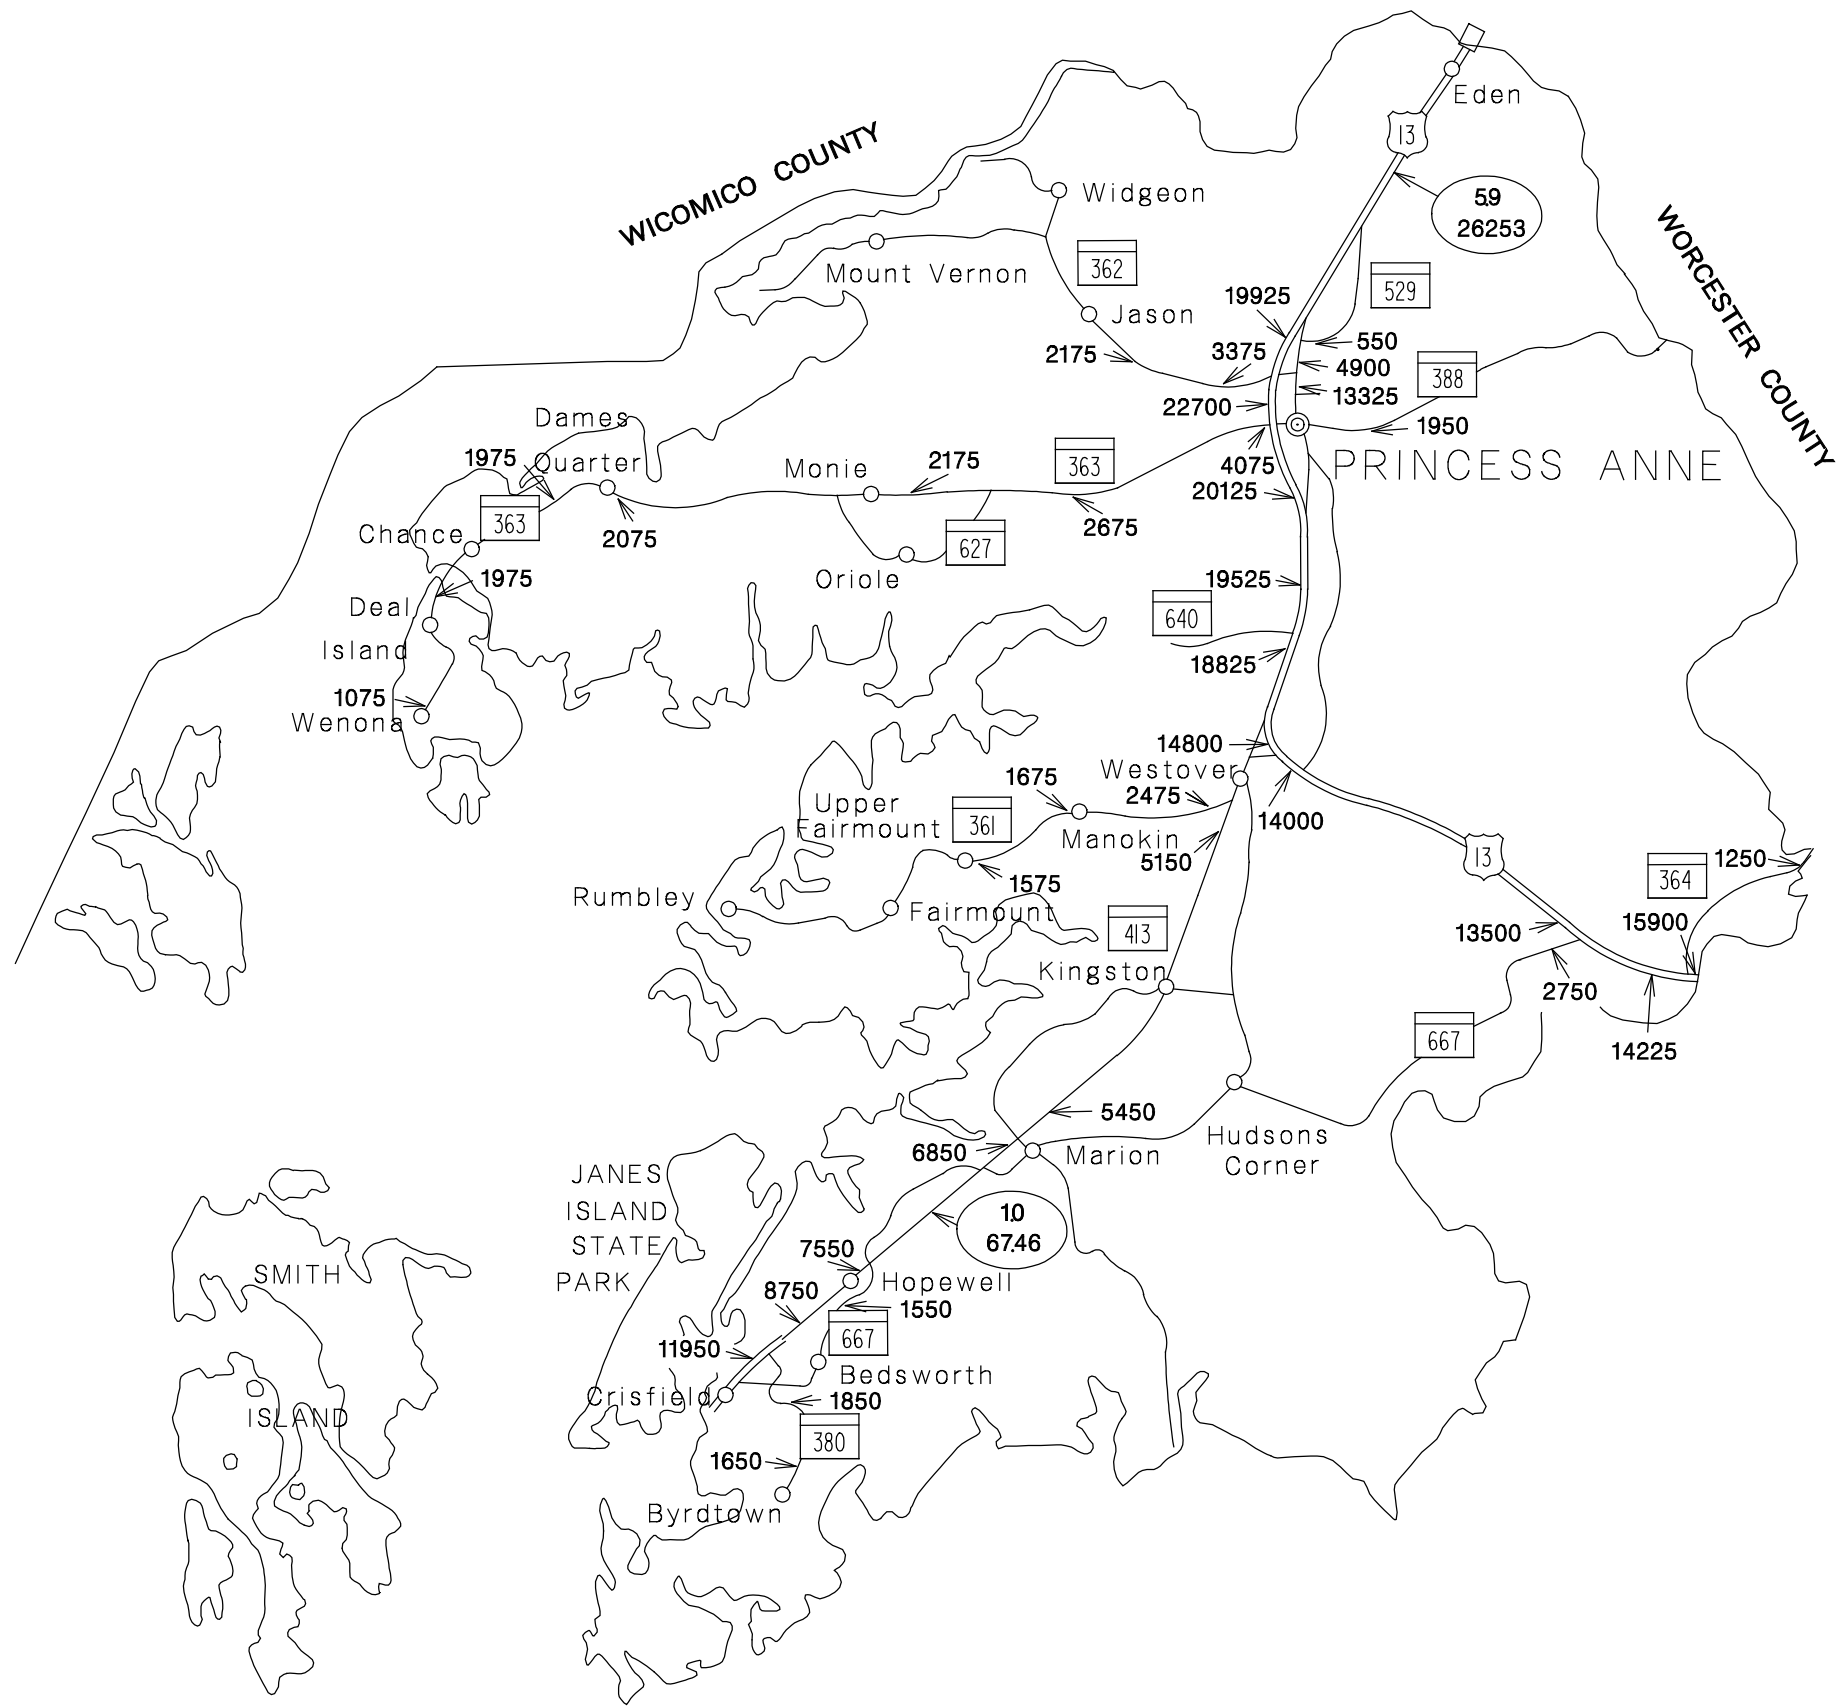 Eden
13
WICOMICO COUNTY
5.9
26253
Widgeon
WORCESTER COUNTY
Mount Vernon
362
529
19925
Jason
550
2175
3375
4900
388
13325
22700
Dames
Quarter
1975
1950
Monie
2175
363
4075
PRINCESS ANNE
20125
363
2075
2675
Chance
627
1975
Oriole
19525
Deal
Island
640
18825
1075
Wenona
14800
Westover
1675
2475
Upper
Fairmount
361
Manokin
14000
5150
13
1250
364
1575
Rumbley
Fairmount
413
15900
13500
Kingston
2750
667
14225
5450
6850
Marion
Hudsons
Corner
JANES
ISLAND
STATE
PARK
1.0
67.46
7550
SMITH
ISLAND
Hopewell
8750
1550
667
11950
Bedsworth
Crisfield
1850
380
1650
Byrdtown